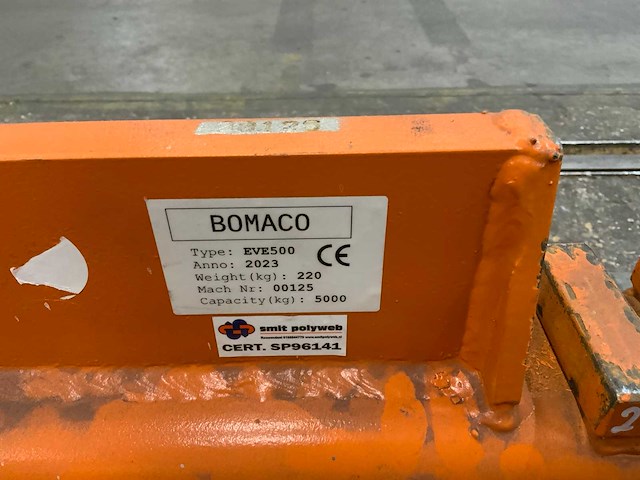 BOMACO
Type: EVE500
Anno: 2023
Weight(kg): 220
Mach Nr: 00125
Capacity(kg): 5000
CE
smit polyweb
CERT. SP96141
2